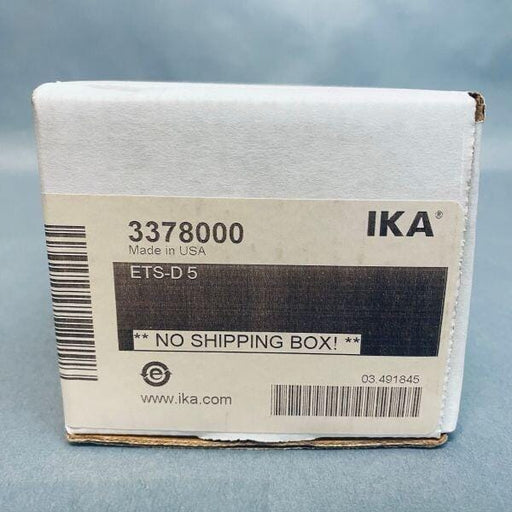 3378000
IKA®
Made in USA
ETS-D 5
** NO SHIPPING BOX! **
03.491845
www.ika.com